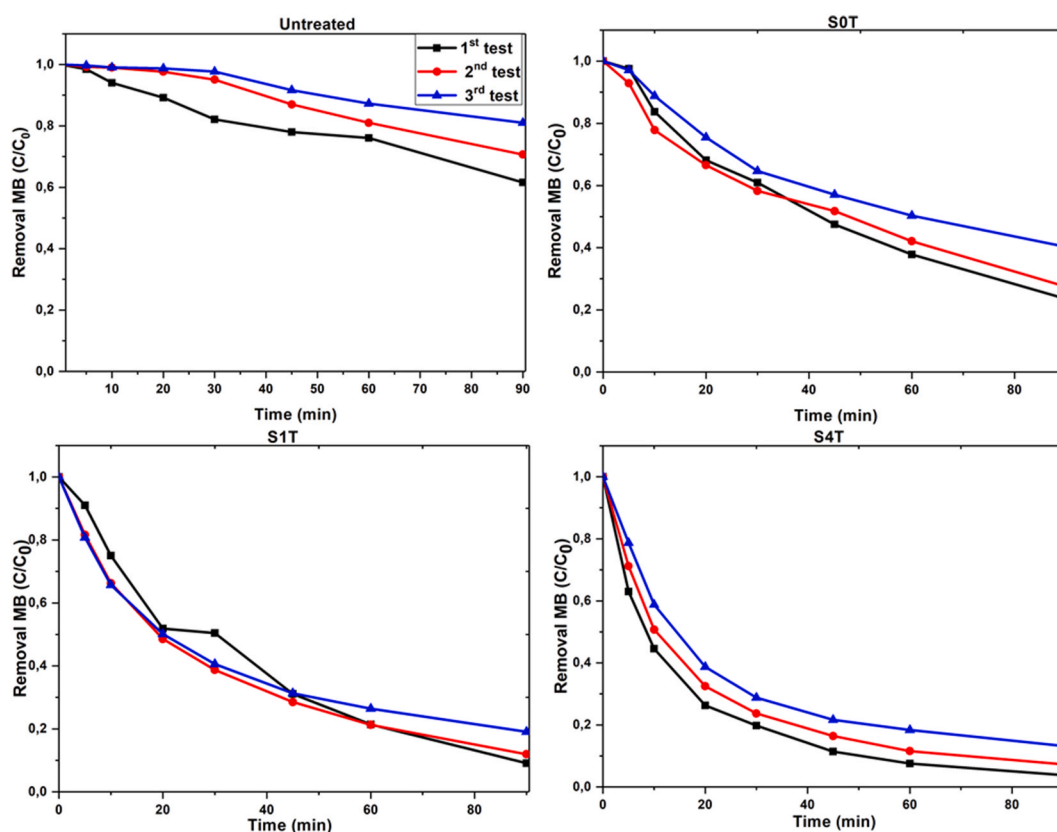 Untreated
1st test
2nd test
3rd test
Removal MB (C/C0)
1,0
0,8
0,6
0,4
0,2
0,0
10 20 30 40 50 60 70 80 90
Time (min)
S0T
Removal MB (C/C0)
1,0
0,8
0,6
0,4
0,2
0,0
0 20 40 60 80
Time (min)
S1T
Removal MB (C/C0)
1,0
0,8
0,6
0,4
0,2
0,0
0 20 40 60 80
Time (min)
S4T
Removal MB (C/C0)
1,0
0,8
0,6
0,4
0,2
0,0
0 20 40 60 80
Time (min)